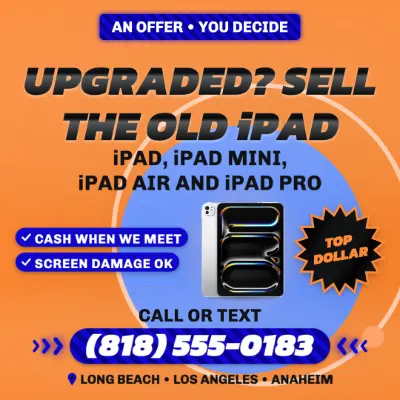 AN OFFER • YOU DECIDE
UPGRADED? SELL
THE OLD iPAD
iPAD, iPAD MINI,
iPAD AIR AND iPAD PRO
CASH WHEN WE MEET
SCREEN DAMAGE OK
TOP
DOLLAR
CALL OR TEXT
(818) 555-0183
LONG BEACH • LOS ANGELES • ANAHEIM